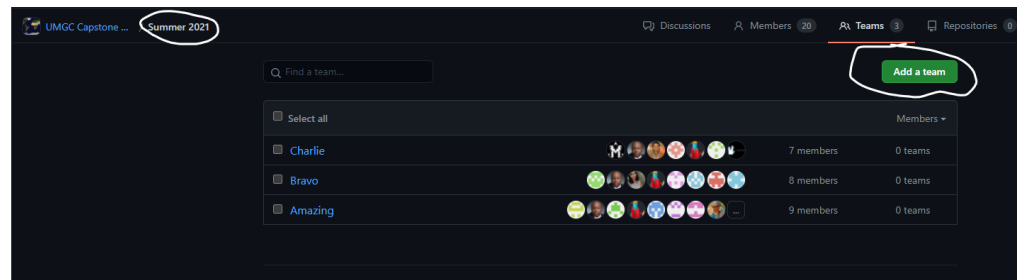 UMGC Capstone ... / Summer 2021 Discussions Members 20 Teams 3 Repositories 0
Find a team... Add a team
Select all Members
Charlie 7 members 0 teams
Bravo 8 members 0 teams
Amazing ... 9 members 0 teams